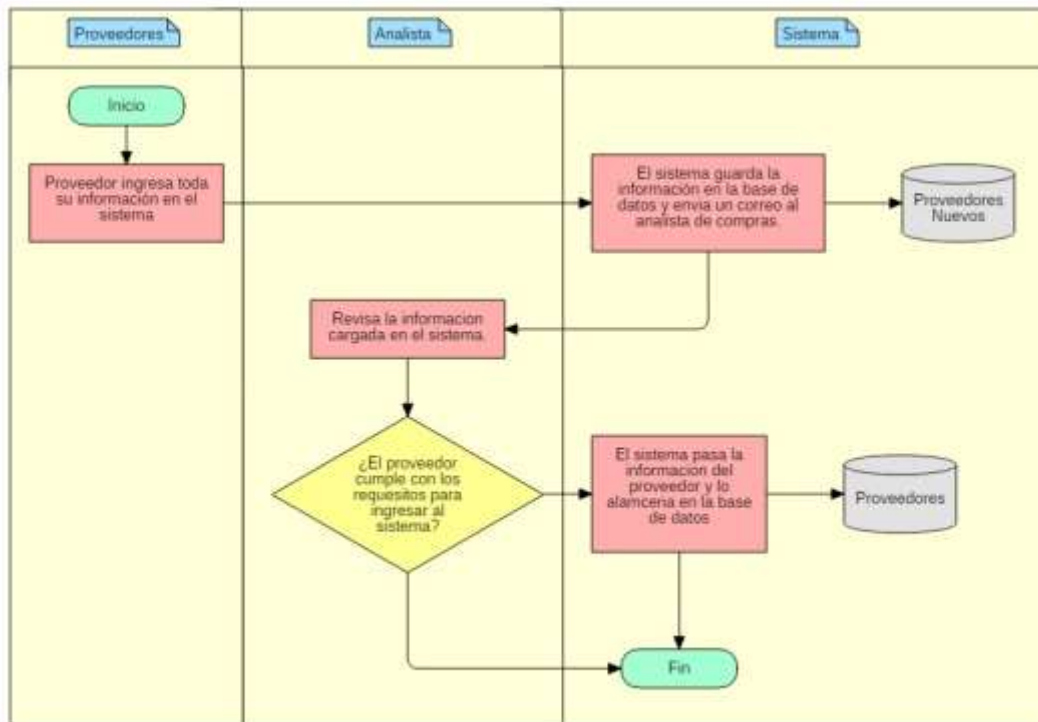 Proveedores
Analista
Sistema
Inicio
Proveedor ingresa toda
su información en el
sistema
El sistema guarda la
información en la base de
datos y envia un correo al
analista de compras.
Proveedores
Nuevos
Revisa la informacion
cargada en el sistema.
¿El proveedor
cumple con los
requesitos para
ingresar al
sistema?
El sistema pasa la
informacion del
proveedor y lo
alamcena en la base
de datos
Proveedores
Fin